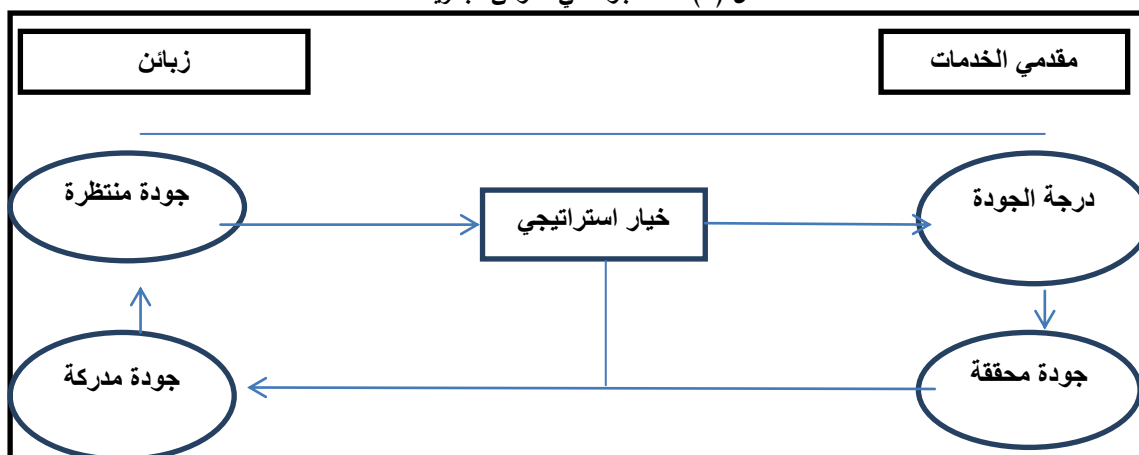 مقدمي الخدمات
زبائن
درجة الجودة
خيار استراتيجي
جودة منتظرة
جودة محققة
جودة مدركة